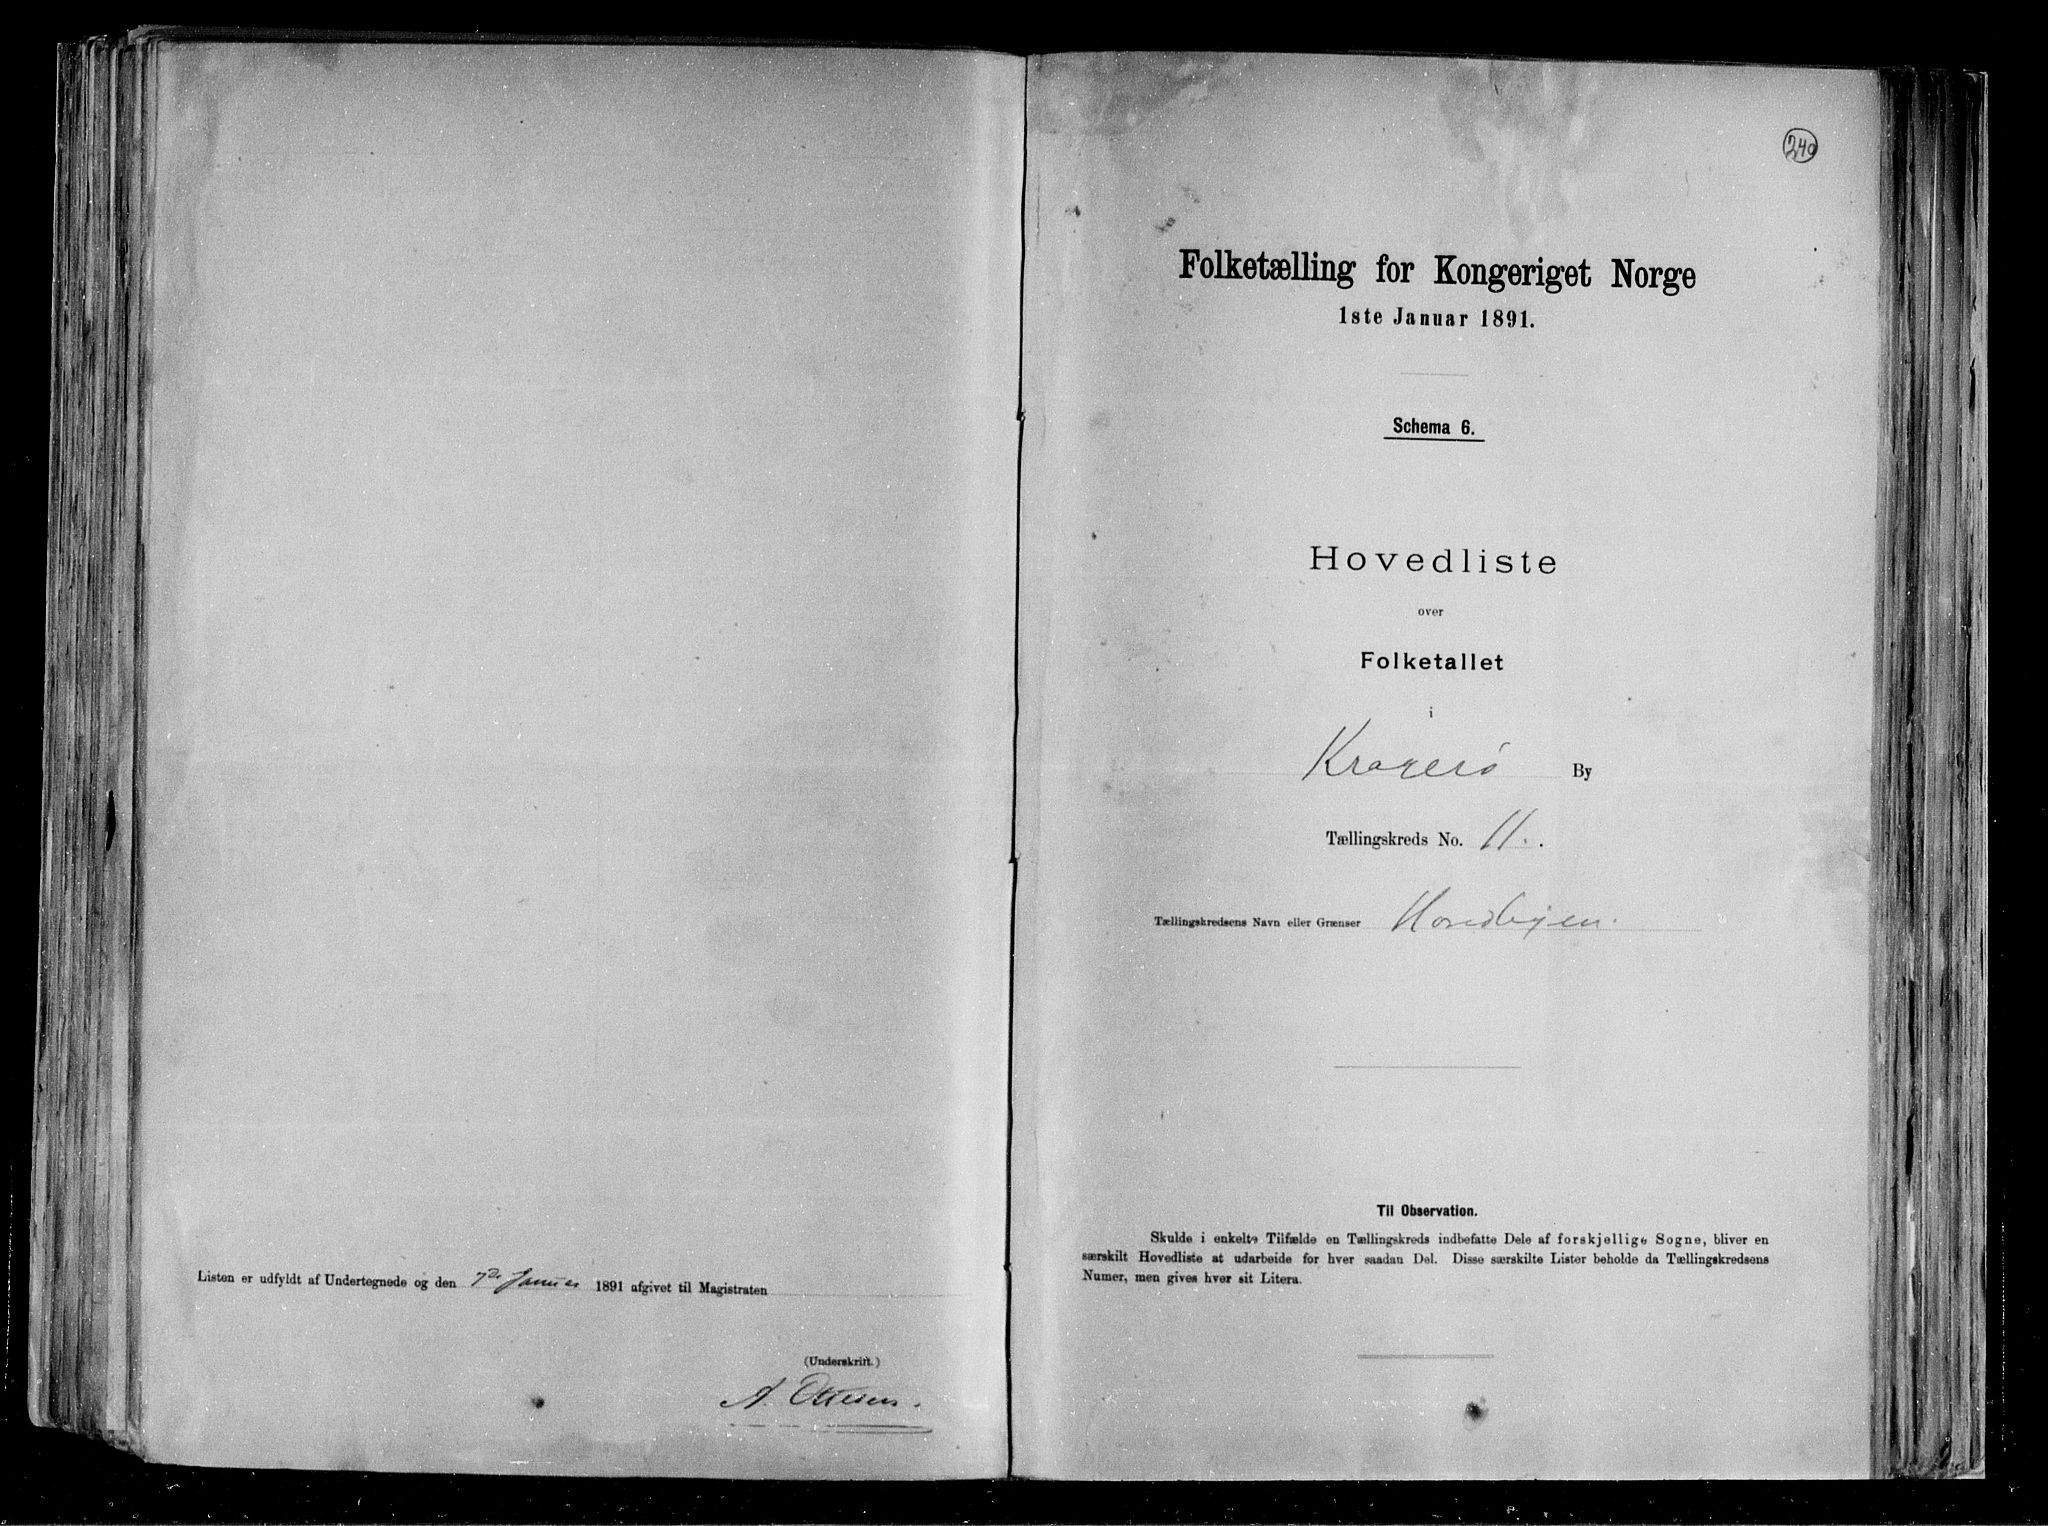 Listen er udfyldt af Undertegnede og den 7de Januar 1891 afgivet til Magistraten
(Underskrift.)
A. Ottesen.
240
Folketælling for Kongeriget Norge
1ste Januar 1891.
Schema 6.
Hovedliste
over
Folketallet
i
Kragerø By
Tællingskreds No. 11.
Tællingskredsens Navn eller Grænser Hovedbyen.
Til Observation.
Skulde i enkelte Tilfælde en Tællingskreds indbefatte Dele af forskjellige Sogne, bliver en
særskilt Hovedliste at udarbeide for hver saadan Del. Disse særskilte Lister beholde da Tællingskredsens
Numer, men gives hver sit Litera.